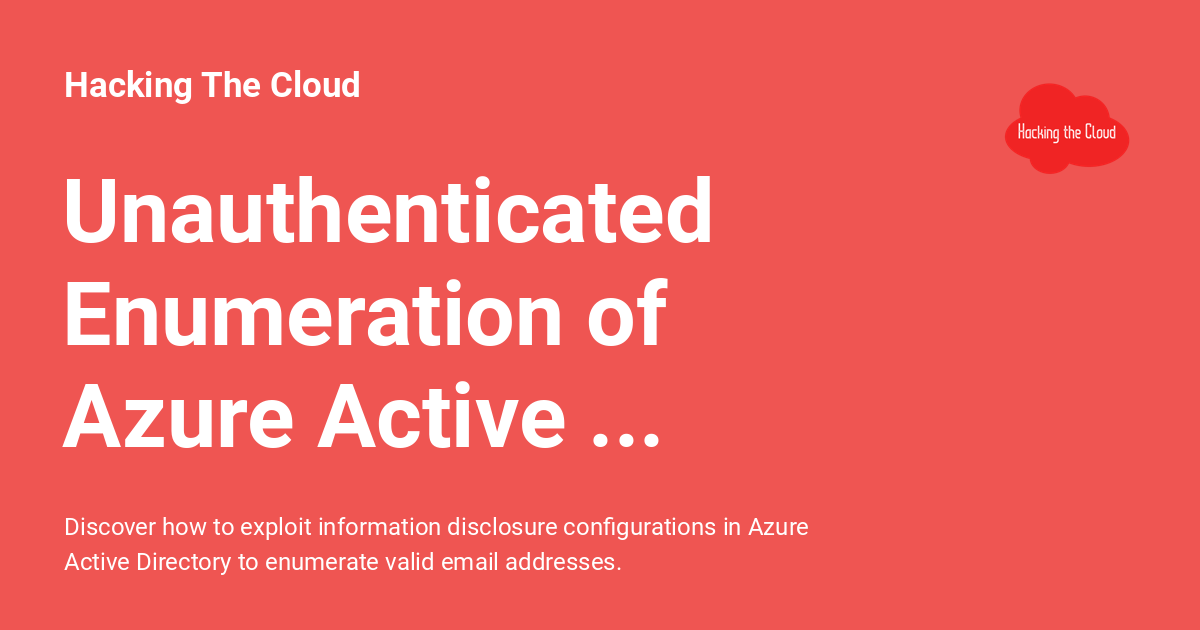 Hacking The Cloud
Hacking the Cloud
Unauthenticated
Enumeration of
Azure Active ...
Discover how to exploit information disclosure configurations in Azure
Active Directory to enumerate valid email addresses.